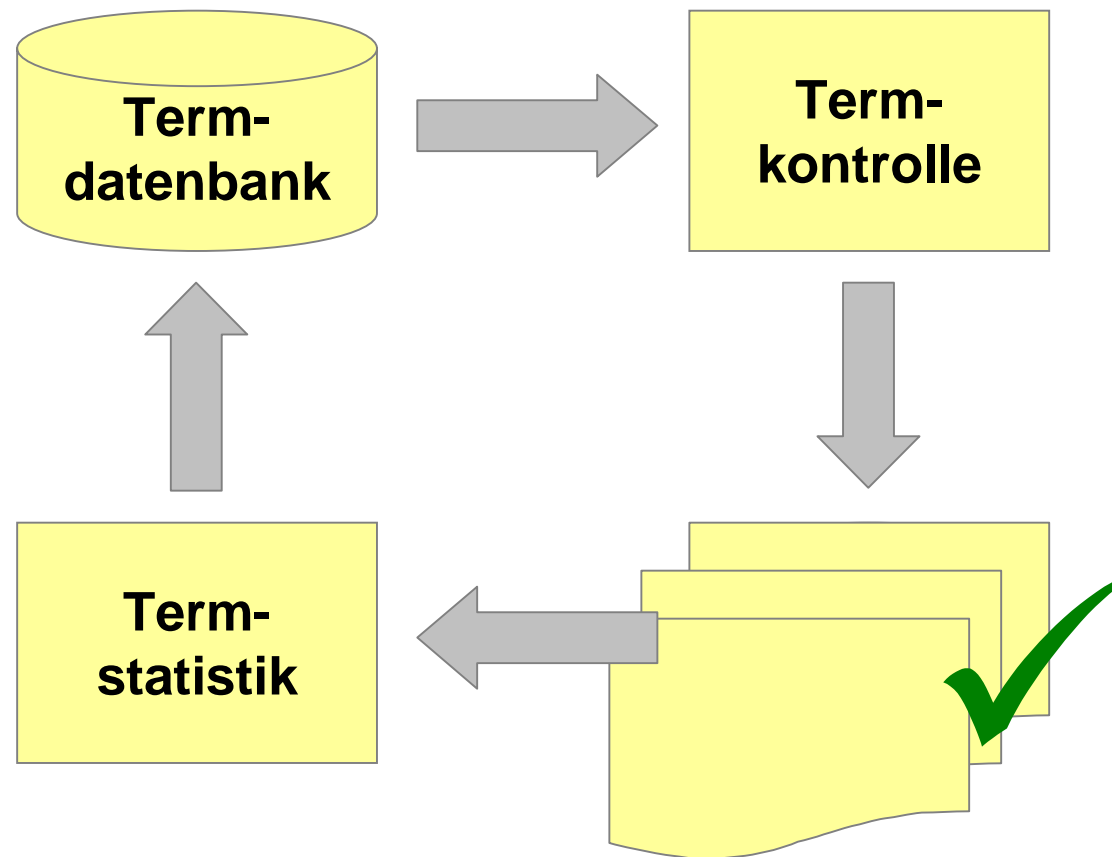 Term-
datenbank
Term-
kontrolle
Term-
statistik